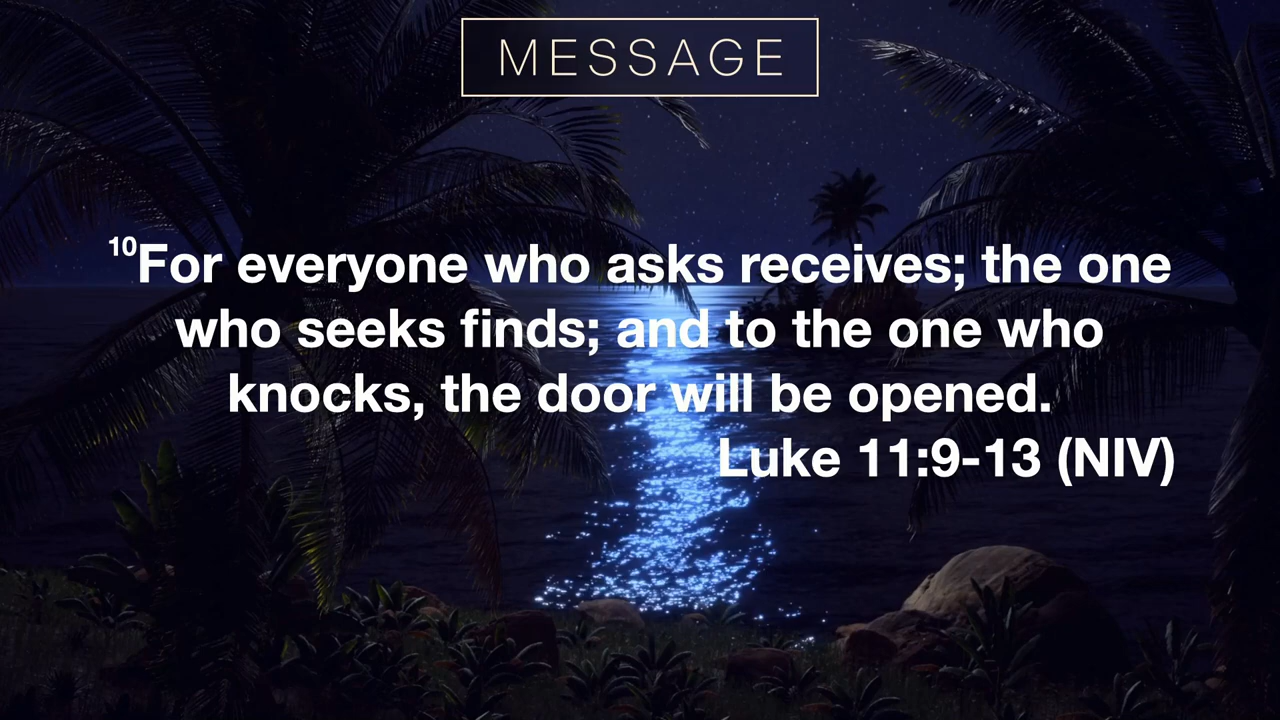 MESSAGE
10For everyone who asks receives; the one
who seeks finds; and to the one who
knocks, the door will be opened.
Luke 11:9-13 (NIV)